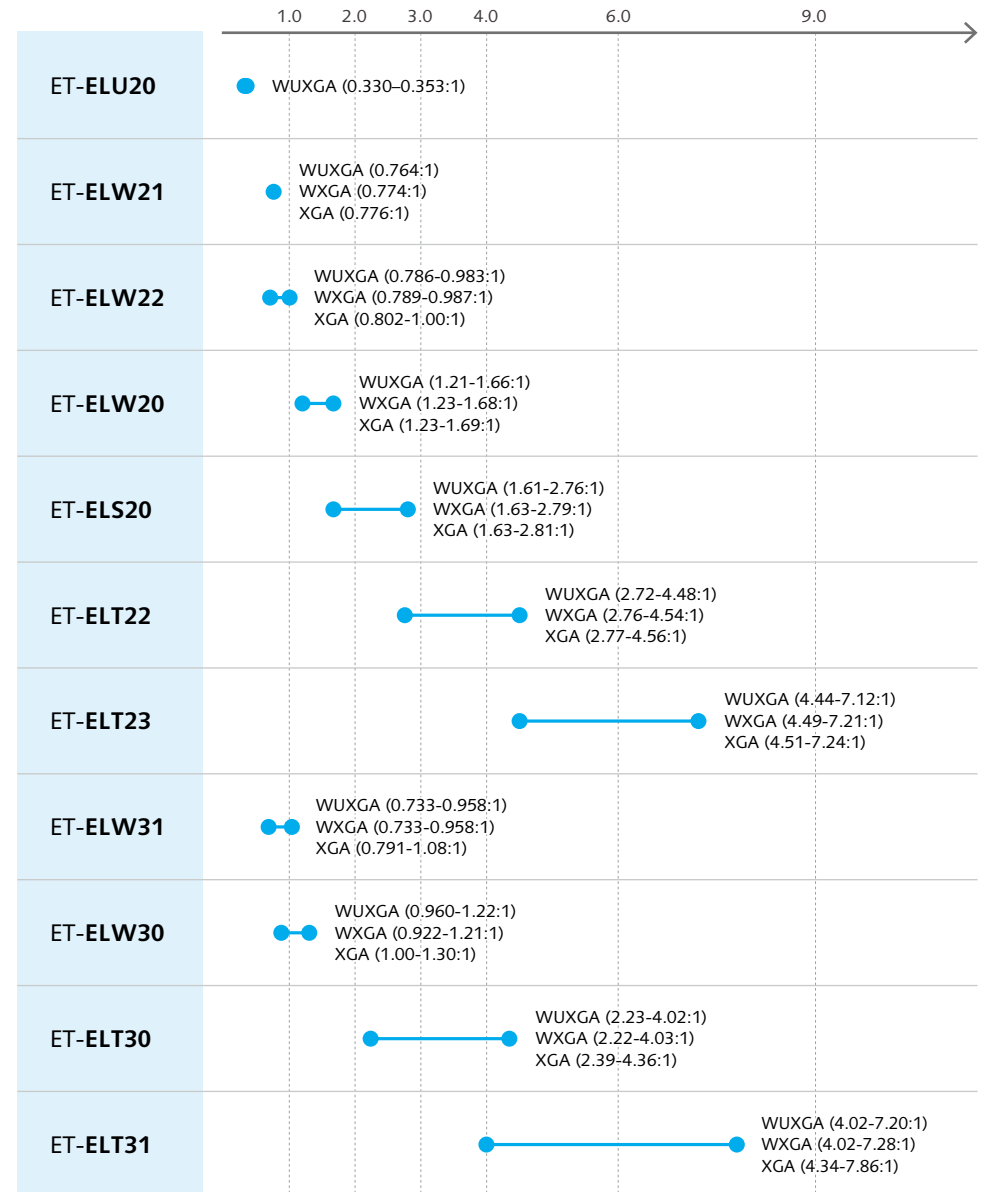 1.0 2.0 3.0 4.0 6.0 9.0
ET-ELU20
WUXGA (0.330–0.353:1)
ET-ELW21
WUXGA (0.764:1)
WXGA (0.774:1)
XGA (0.776:1)
ET-ELW22
WUXGA (0.786-0.983:1)
WXGA (0.789-0.987:1)
XGA (0.802-1.00:1)
ET-ELW20
WUXGA (1.21-1.66:1)
WXGA (1.23-1.68:1)
XGA (1.23-1.69:1)
ET-ELS20
WUXGA (1.61-2.76:1)
WXGA (1.63-2.79:1)
XGA (1.63-2.81:1)
ET-ELT22
WUXGA (2.72-4.48:1)
WXGA (2.76-4.54:1)
XGA (2.77-4.56:1)
ET-ELT23
WUXGA (4.44-7.12:1)
WXGA (4.49-7.21:1)
XGA (4.51-7.24:1)
ET-ELW31
WUXGA (0.733-0.958:1)
WXGA (0.733-0.958:1)
XGA (0.791-1.08:1)
ET-ELW30
WUXGA (0.960-1.22:1)
WXGA (0.922-1.21:1)
XGA (1.00-1.30:1)
ET-ELT30
WUXGA (2.23-4.02:1)
WXGA (2.22-4.03:1)
XGA (2.39-4.36:1)
ET-ELT31
WUXGA (4.02-7.20:1)
WXGA (4.02-7.28:1)
XGA (4.34-7.86:1)